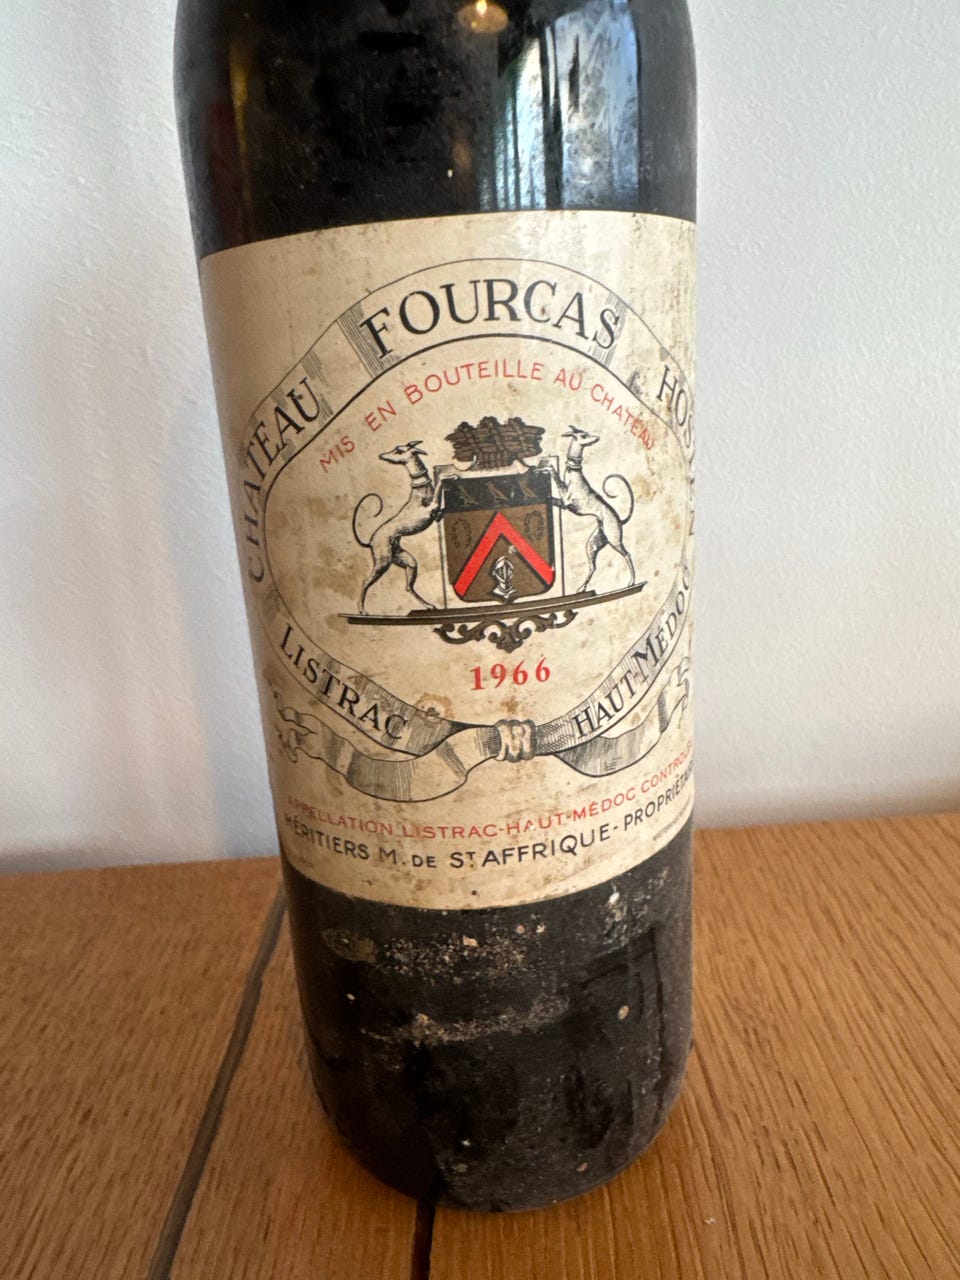 CHATEAU FOURCAS HOSTEN
MIS EN BOUTEILLE AU CHATEAU
1966
LISTRAC HAUT-MÉDOC
APPELLATION LISTRAC-HAUT-MÉDOC CONTROLÉE
HÉRITIERS M. DE ST AFFRIQUE - PROPRIÉTAIRES